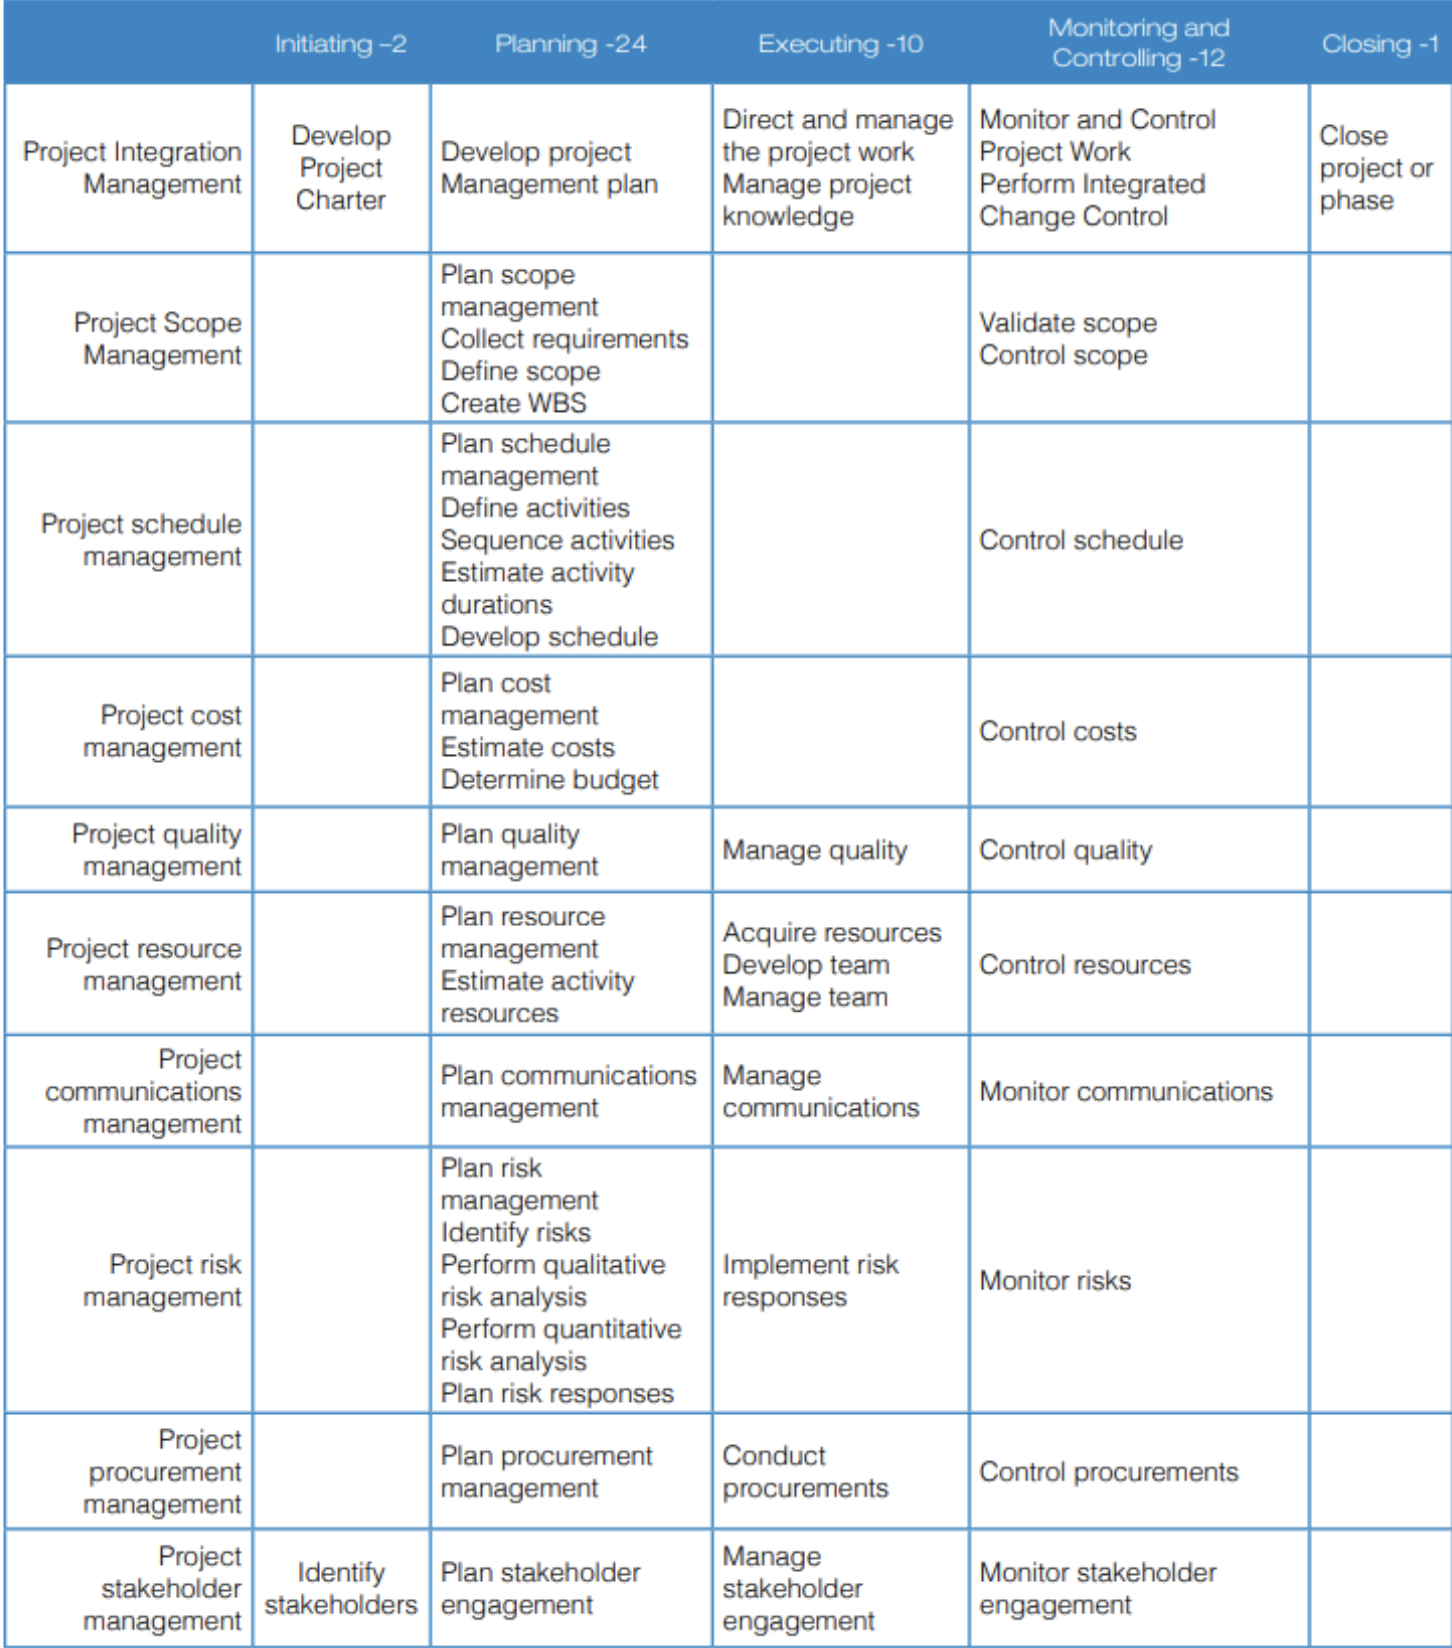 Initiating –2
Planning -24
Executing -10
Monitoring and
Controlling -12
Closing -1
Project Integration
Management
Develop
Project
Charter
Develop project
Management plan
Direct and manage
the project work
Manage project
knowledge
Monitor and Control
Project Work
Perform Integrated
Change Control
Close
project or
phase
Project Scope
Management
Plan scope
management
Collect requirements
Define scope
Create WBS
Validate scope
Control scope
Project schedule
management
Plan schedule
management
Define activities
Sequence activities
Estimate activity
durations
Develop schedule
Control schedule
Project cost
management
Plan cost
management
Estimate costs
Determine budget
Control costs
Project quality
management
Plan quality
management
Manage quality
Control quality
Project resource
management
Plan resource
management
Estimate activity
resources
Acquire resources
Develop team
Manage team
Control resources
Project
communications
management
Plan communications
management
Manage
communications
Monitor communications
Project risk
management
Plan risk
management
Identify risks
Perform qualitative
risk analysis
Perform quantitative
risk analysis
Plan risk responses
Implement risk
responses
Monitor risks
Project
procurement
management
Plan procurement
management
Conduct
procurements
Control procurements
Project
stakeholder
management
Identify
stakeholders
Plan stakeholder
engagement
Manage
stakeholder
engagement
Monitor stakeholder
engagement